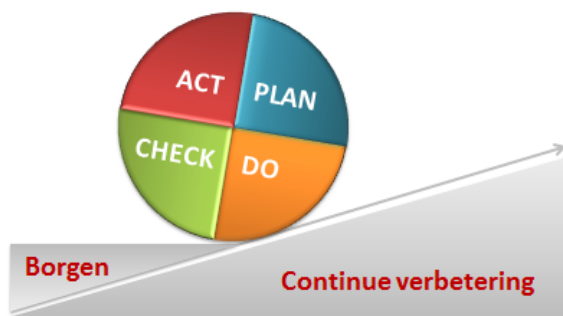 ACT
PLAN
CHECK
DO
Borgen
Continue verbetering